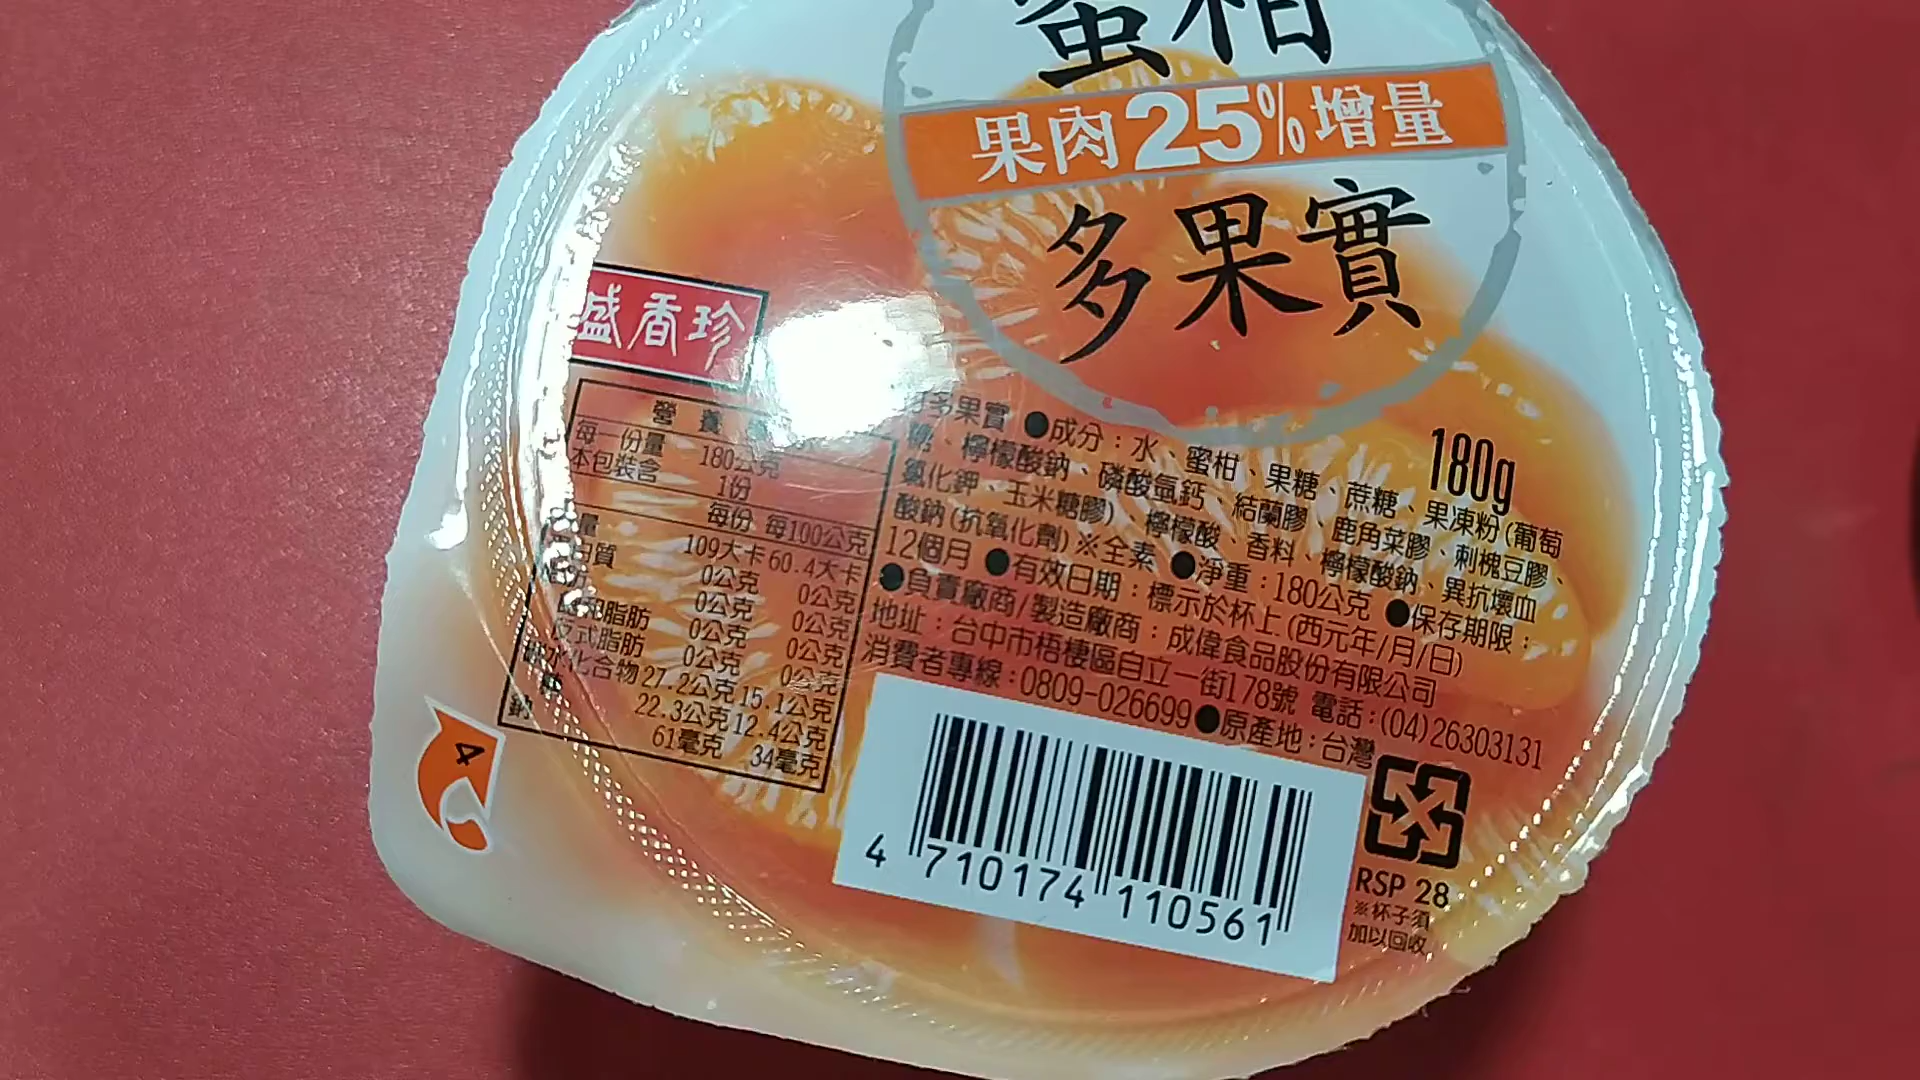 蜜柑
果肉25%增量
多果實
盛香珍
180g
營養
每一份量 180公克
本包裝含 1份
每份 每100公克
109大卡 60.4大卡
0公克 0公克
0公克 0公克
脂肪 0公克 0公克
反式脂肪 0公克 0公克
碳水化合物 27.2公克 15.1公克
糖 22.3公克 12.4公克
鈉 61毫克 34毫克
多果實 ●成分:水、蜜柑、果糖、蔗糖、果凍粉(葡萄
糖、檸檬酸鈉、磷酸氫鈣、結蘭膠、鹿角菜膠、刺槐豆膠、
氯化鉀、玉米糖膠)、檸檬酸、香料、檸檬酸鈉、異抗壞血
酸鈉(抗氧化劑)※全素 ●淨重:180公克 ●保存期限:
12個月 ●有效日期:標示於杯上(西元年/月/日)
●負責廠商/製造廠商:成偉食品股份有限公司
地址:台中市梧棲區自立一街178號 電話:(04)26303131
消費者專線:0809-026699●原產地:台灣
4 710174 110561
RSP 28
※杯子須
加以回收
4